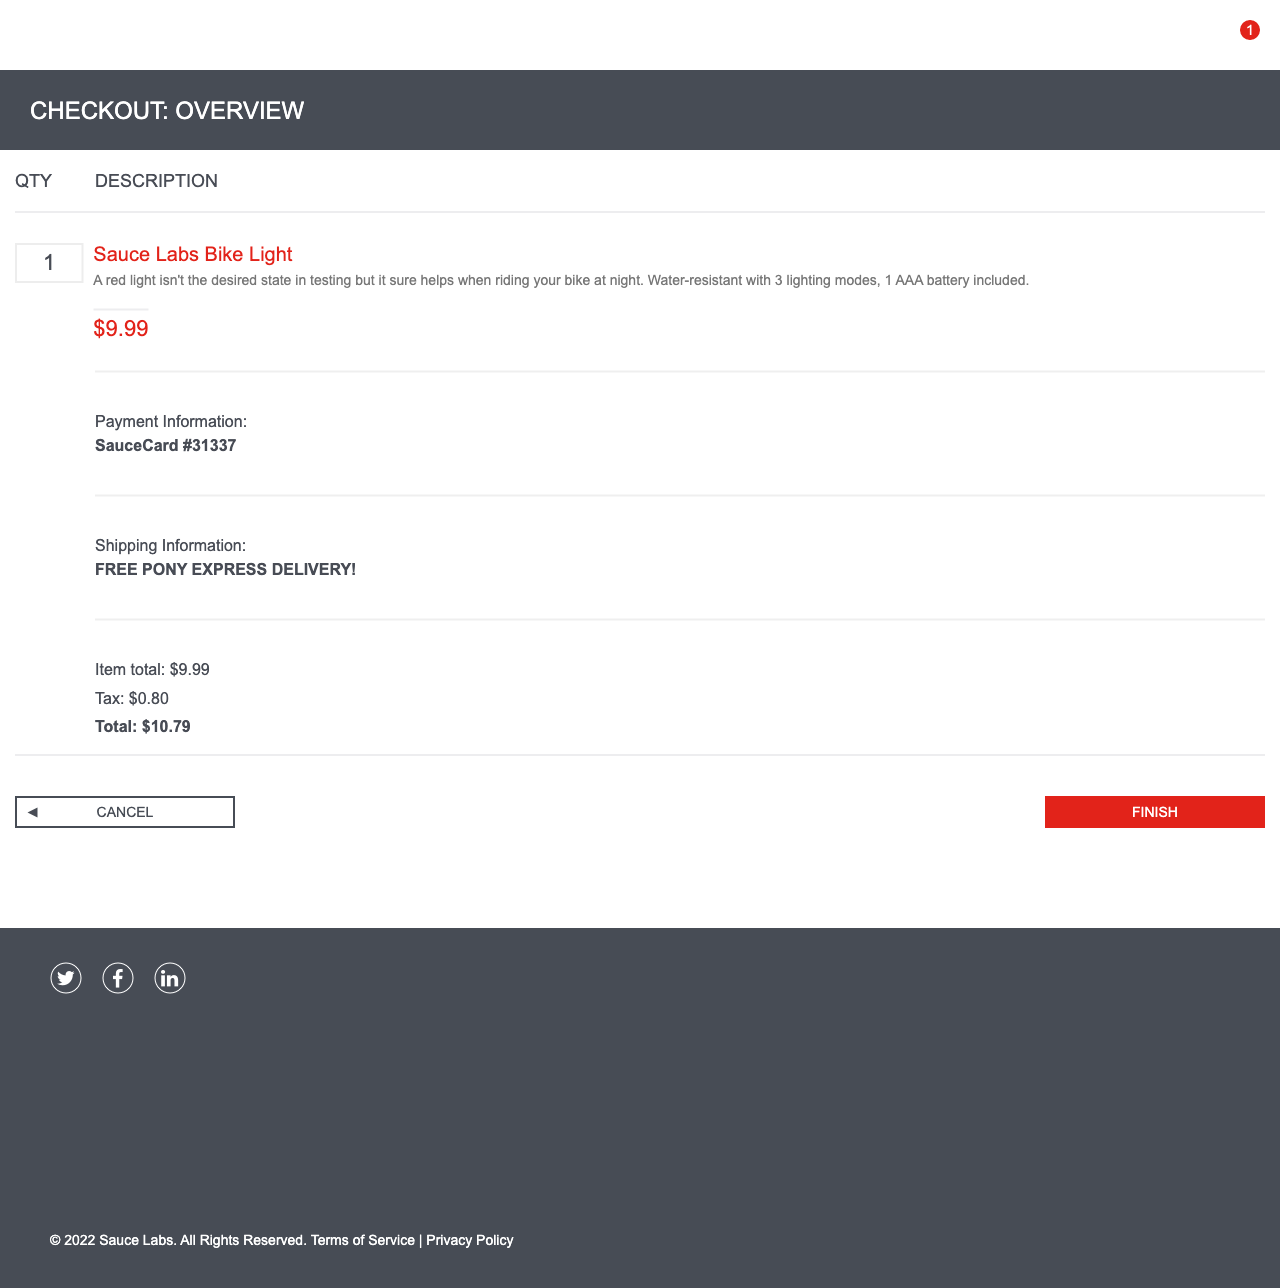 1
CHECKOUT: OVERVIEW
QTY DESCRIPTION
1 Sauce Labs Bike Light
A red light isn't the desired state in testing but it sure helps when riding your bike at night. Water-resistant with 3 lighting modes, 1 AAA battery included.
$9.99
Payment Information:
SauceCard #31337
Shipping Information:
FREE PONY EXPRESS DELIVERY!
Item total: $9.99
Tax: $0.80
Total: $10.79
CANCEL FINISH
© 2022 Sauce Labs. All Rights Reserved. Terms of Service | Privacy Policy